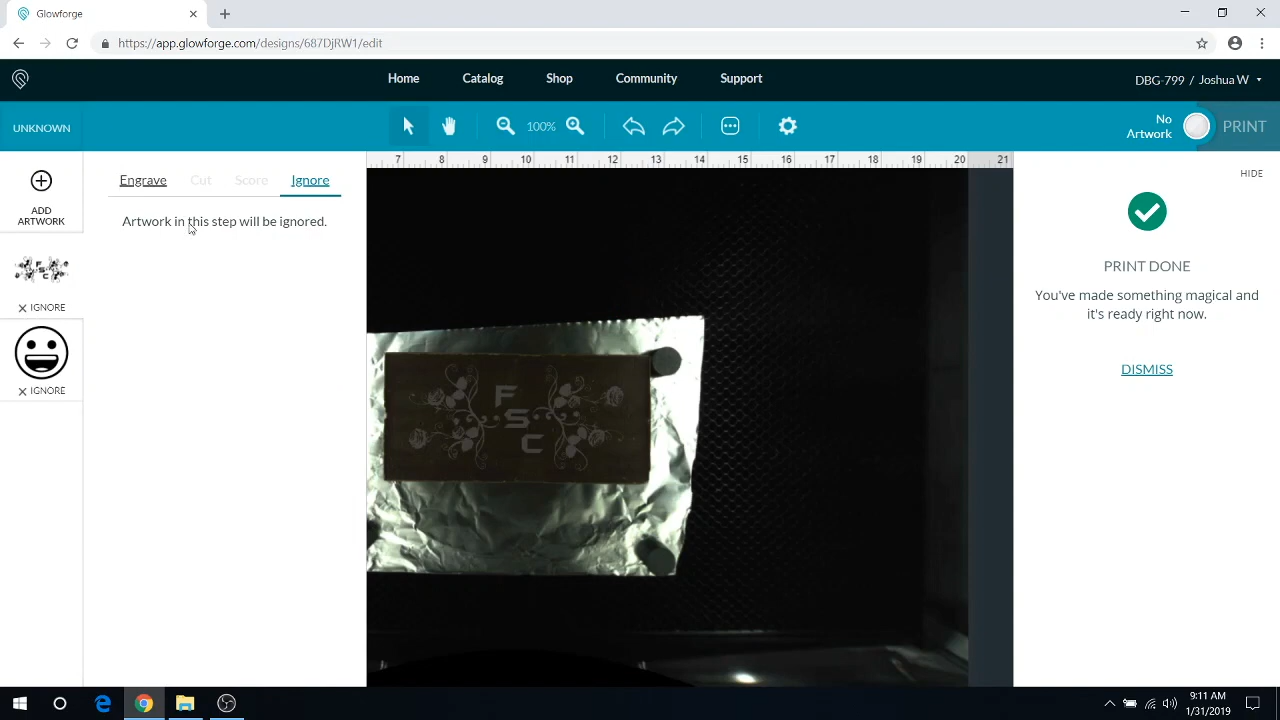 Glowforge
https://app.glowforge.com/designs/687DjRW1/edit
Home Catalog Shop Community Support
DBG-799 / Joshua W
UNKNOWN
100%
No Artwork
PRINT
ADD ARTWORK
IGNORE
IGNORE
Engrave Cut Score Ignore
Artwork in this step will be ignored.
7 8 9 10 11 12 13 14 15 16 17 18 19 20 21
F
S
C
HIDE
PRINT DONE
You've made something magical and
it's ready right now.
DISMISS
9:11 AM
1/31/2019